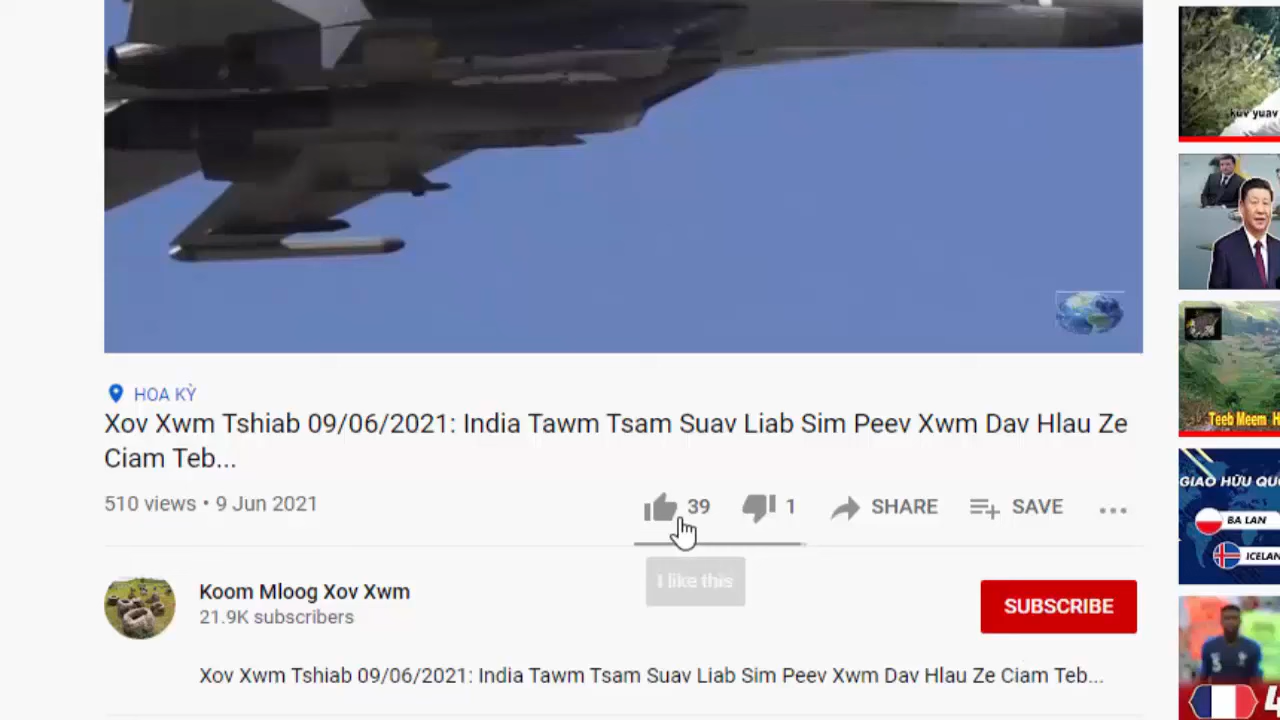 HOA KỲ
Xov Xwm Tshiab 09/06/2021: India Tawm Tsam Suav Liab Sim Peev Xwm Dav Hlau Ze
Ciam Teb...
510 views • 9 Jun 2021
39
1
SHARE
SAVE
I like this
Koom Mloog Xov Xwm
21.9K subscribers
SUBSCRIBE
Xov Xwm Tshiab 09/06/2021: India Tawm Tsam Suav Liab Sim Peev Xwm Dav Hlau Ze Ciam Teb...
kuv yuav
Teeb Meem H
GIAO HỮU QUỐ
BA LAN
ICELAN